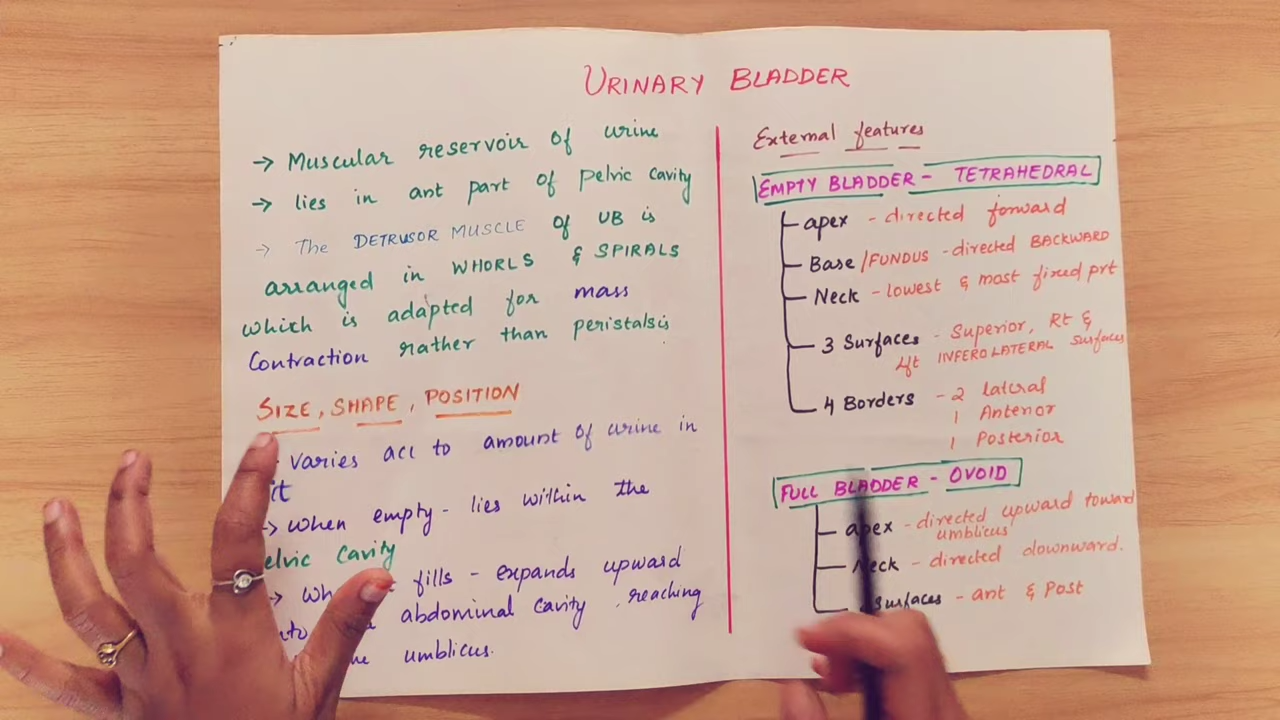 URINARY BLADDER
→ Muscular reservoir of urine
→ lies in ant part of pelvic cavity
→ The DETRUSOR MUSCLE of UB is
arranged in WHORLS & SPIRALS
which is adapted for mass
Contraction rather than peristalsis
SIZE, SHAPE, POSITION
varies acc to amount of urine in
it
→ when empty - lies within the
elvic cavity
→ fills - expands upward
abdominal cavity, reaching
umblicus.
External features
EMPTY BLADDER - TETRAHEDRAL
apex - directed forward
Base/FUNDUS - directed BACKWARD
Neck - lowest & most fixed prt
3 Surfaces - Superior, Rt &
Lft INFEROLATERAL surfaces
4 Borders - 2 lateral
1 Anterior
1 Posterior
FULL BLADDER - OVOID
apex - directed upward toward
umblicus
Neck - directed downward.
surfaces - ant & Post